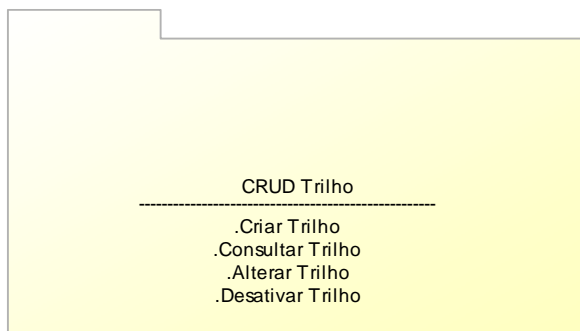 CRUD Trilho
-----------------------------------------------------
.Criar Trilho
.Consultar Trilho
.Alterar Trilho
.Desativar Trilho